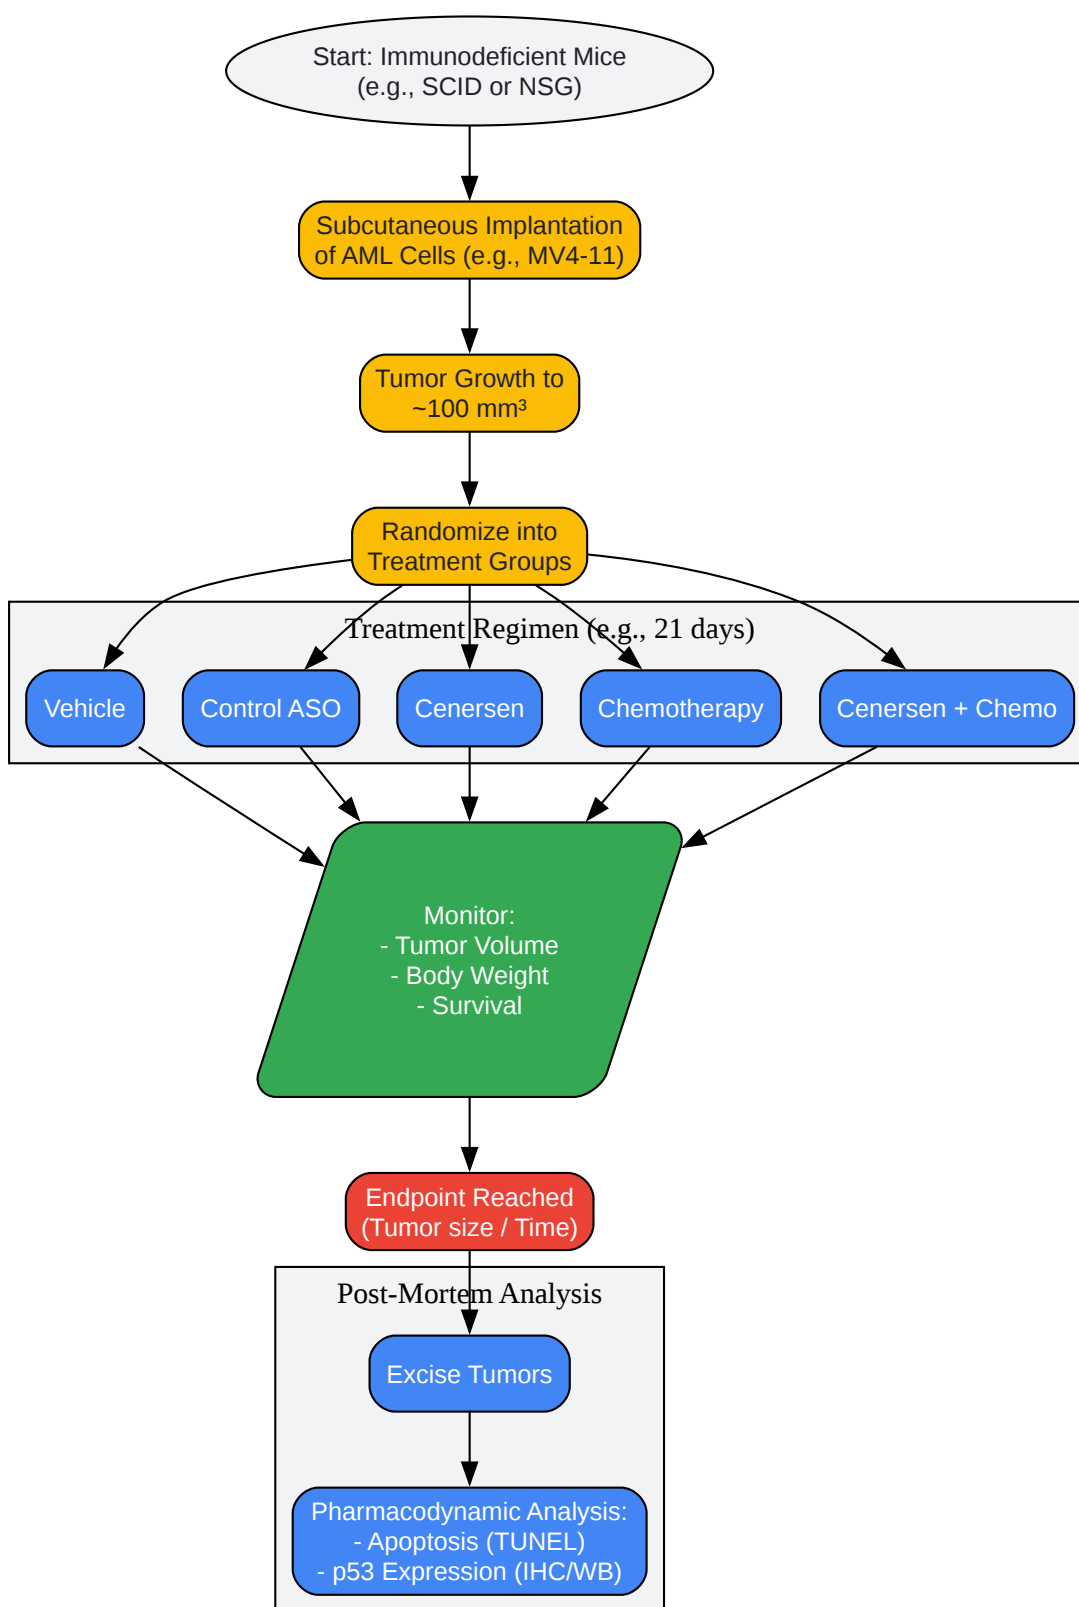 Start: Immunodeficient Mice
(e.g., SCID or NSG)
Subcutaneous Implantation
of AML Cells (e.g., MV4-11)
Tumor Growth to
~100 mm³
Randomize into
Treatment Groups
Treatment Regimen (e.g., 21 days)
Vehicle
Control ASO
Cenersen
Chemotherapy
Cenersen + Chemo
Monitor:
- Tumor Volume
- Body Weight
- Survival
Endpoint Reached
(Tumor size / Time)
Post-Mortem Analysis
Excise Tumors
Pharmacodynamic Analysis:
- Apoptosis (TUNEL)
- p53 Expression (IHC/WB)